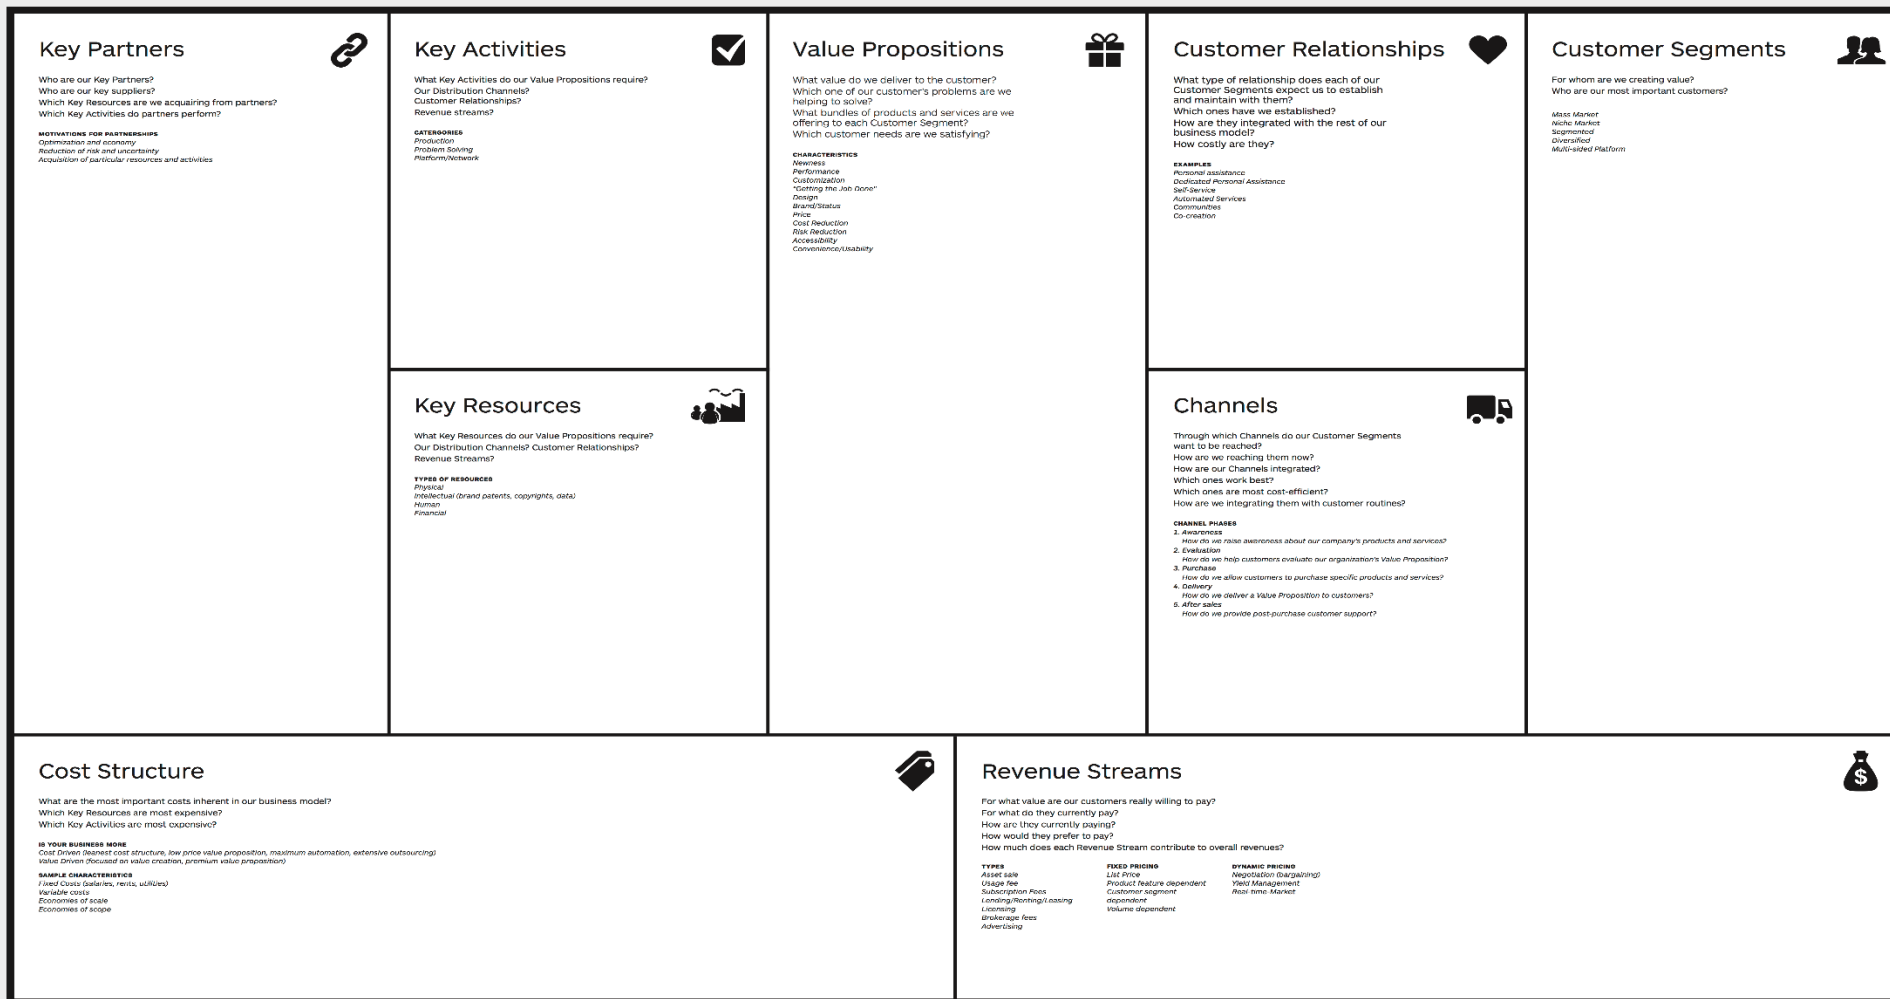 Key Partners
Who are our Key Partners?
Who are our key suppliers?
Which Key Resources are we acquairing from partners?
Which Key Activities do partners perform?
MOTIVATIONS FOR PARTNERSHIPS
Optimization and economy
Reduction of risk and uncertainty
Acquisition of particular resources and activities
Key Activities
What Key Activities do our Value Propositions require?
Our Distribution Channels?
Customer Relationships?
Revenue streams?
CATERGORIES
Production
Problem Solving
Platform/Network
Key Resources
What Key Resources do our Value Propositions require?
Our Distribution Channels? Customer Relationships?
Revenue Streams?
TYPES OF RESOURCES
Physical
Intellectual (brand patents, copyrights, data)
Human
Financial
Value Propositions
What value do we deliver to the customer?
Which one of our customer's problems are we
helping to solve?
What bundles of products and services are we
offering to each Customer Segment?
Which customer needs are we satisfying?
CHARACTERISTICS
Newness
Performance
Customization
"Getting the Job Done"
Design
Brand/Status
Price
Cost Reduction
Risk Reduction
Accessibility
Convenience/Usability
Customer Relationships
What type of relationship does each of our
Customer Segments expect us to establish
and maintain with them?
Which ones have we established?
How are they integrated with the rest of our
business model?
How costly are they?
EXAMPLES
Personal assistance
Dedicated Personal Assistance
Self-Service
Automated Services
Communities
Co-creation
Channels
Through which Channels do our Customer Segments
want to be reached?
How are we reaching them now?
How are our Channels integrated?
Which ones work best?
Which ones are most cost-efficient?
How are we integrating them with customer routines?
CHANNEL PHASES
1. Awareness
How do we raise awareness about our company's products and services?
2. Evaluation
How do we help customers evaluate our organization's Value Proposition?
3. Purchase
How do we allow customers to purchase specific products and services?
4. Delivery
How do we deliver a Value Proposition to customers?
5. After sales
How do we provide post-purchase customer support?
Customer Segments
For whom are we creating value?
Who are our most important customers?
Mass Market
Niche Market
Segmented
Diversified
Multi-sided Platform
Cost Structure
What are the most important costs inherent in our business model?
Which Key Resources are most expensive?
Which Key Activities are most expensive?
IS YOUR BUSINESS MORE
Cost Driven (leanest cost structure, low price value proposition, maximum automation, extensive outsourcing)
Value Driven (focused on value creation, premium value proposition)
SAMPLE CHARACTERISTICS
Fixed Costs (salaries, rents, utilities)
Variable costs
Economies of scale
Economies of scope
Revenue Streams
$
For what value are our customers really willing to pay?
For what do they currently pay?
How are they currently paying?
How would they prefer to pay?
How much does each Revenue Stream contribute to overall revenues?
TYPES
Asset sale
Usage fee
Subscription Fees
Lending/Renting/Leasing
Licensing
Brokerage fees
Advertising
FIXED PRICING
List Price
Product feature dependent
Customer segment
dependent
Volume dependent
DYNAMIC PRICING
Negotiation (bargaining)
Yield Management
Real-time-Market